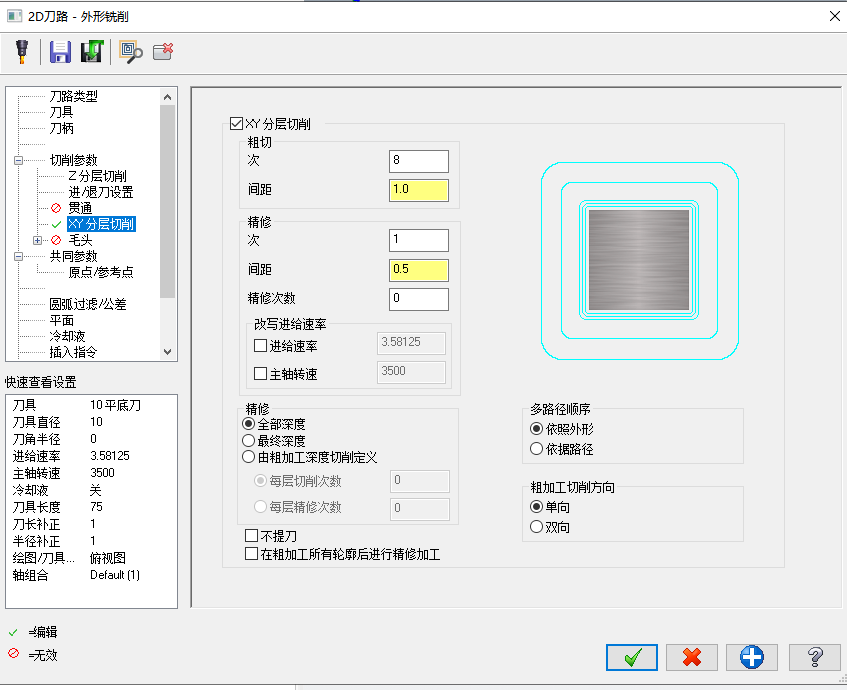 2D刀路 - 外形铣削
刀路类型
刀具
刀柄
切削参数
Z 分层切削
进/退刀设置
贯通
XY 分层切削
毛头
共同参数
原点/参考点
圆弧过滤/公差
平面
冷却液
插入指令
快速查看设置
刀具 10 平底刀
刀具直径 10
刀角半径 0
进给速率 3.58125
主轴转速 3500
冷却液 关
刀具长度 75
刀长补正 1
半径补正 1
绘图/刀具... 俯视图
轴组合 Default (1)
=编辑
=无效
XY 分层切削
粗切
次 8
间距 1.0
精修
次 1
间距 0.5
精修次数 0
改写进给速率
进给速率 3.58125
主轴转速 3500
精修
全部深度
最终深度
由粗加工深度切削定义
每层切削次数 0
每层精修次数 0
不提刀
在粗加工所有轮廓后进行精修加工
多路径顺序
依照外形
依据路径
粗加工切削方向
单向
双向